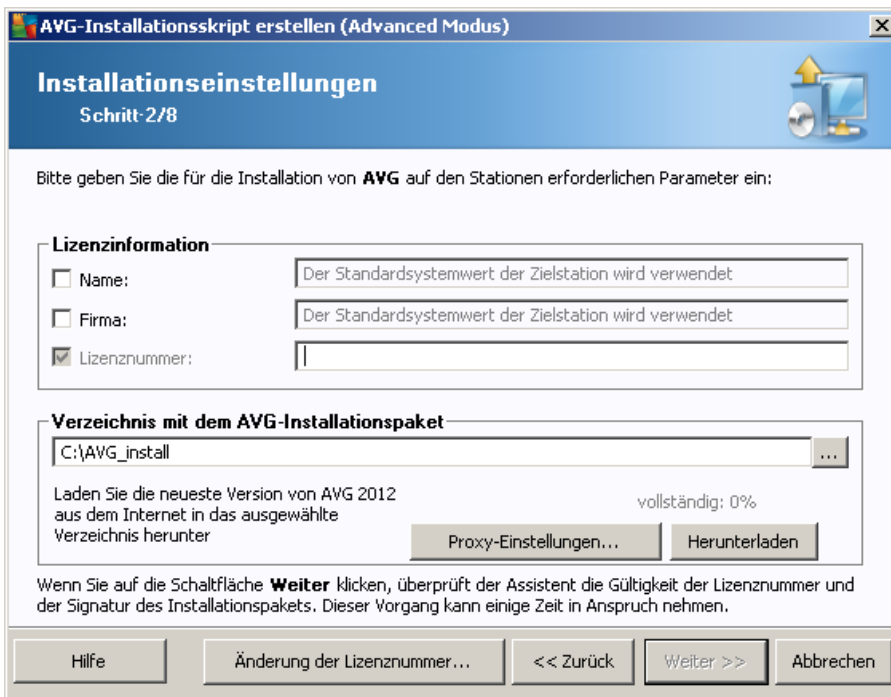 AVG-Installationsskript erstellen (Advanced Modus)
Installationseinstellungen
Schritt-2/8
Bitte geben Sie die für die Installation von AVG auf den Stationen erforderlichen Parameter ein:
Lizenzinformation
Name:
Der Standardsystemwert der Zielstation wird verwendet
Firma:
Der Standardsystemwert der Zielstation wird verwendet
Lizenznummer:
Verzeichnis mit dem AVG-Installationspaket
C:\AVG_install
...
Laden Sie die neueste Version von AVG 2012
aus dem Internet in das ausgewählte
Verzeichnis herunter
vollständig: 0%
Proxy-Einstellungen...
Herunterladen
Wenn Sie auf die Schaltfläche Weiter klicken, überprüft der Assistent die Gültigkeit der Lizenznummer und
der Signatur des Installationspakets. Dieser Vorgang kann einige Zeit in Anspruch nehmen.
Hilfe
Änderung der Lizenznummer...
<< Zurück
Weiter >>
Abbrechen